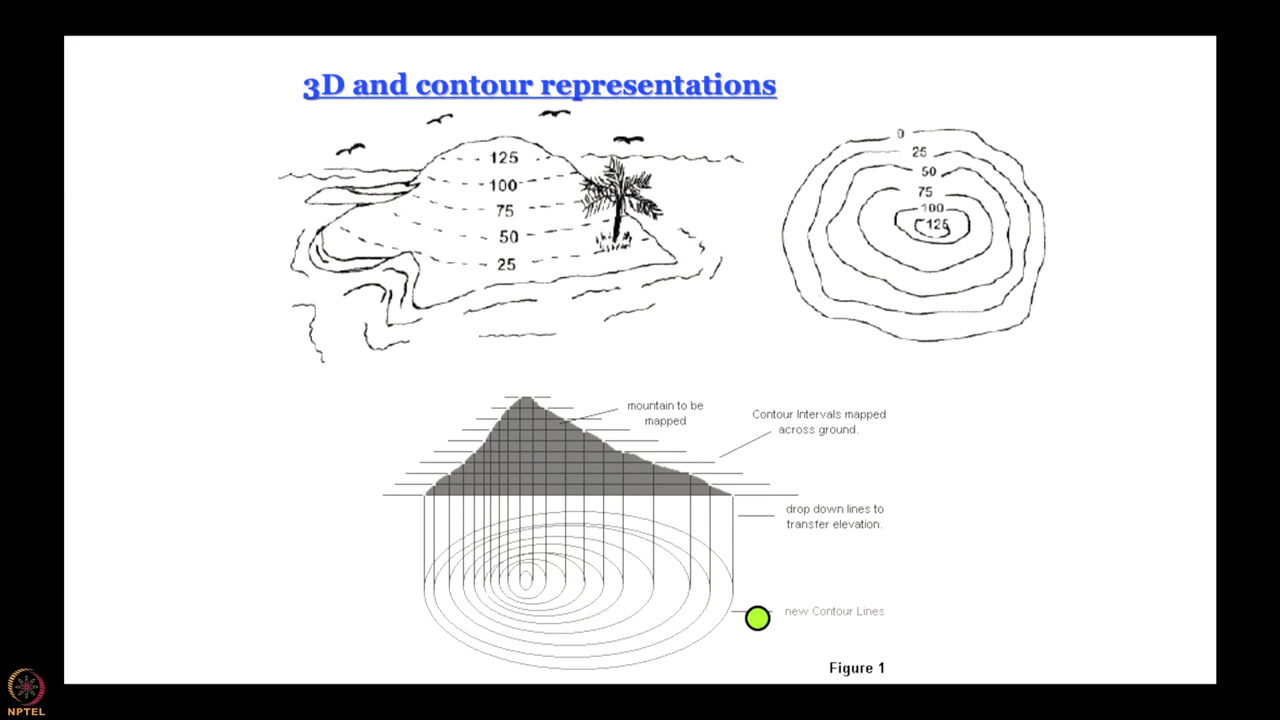 3D and contour representations
125
100
75
50
25
0
25
50
75
100
125
mountain to be
mapped
Contour Intervals mapped
across ground.
drop down lines to
transfer elevation.
new Contour Lines
Figure 1
NPTEL